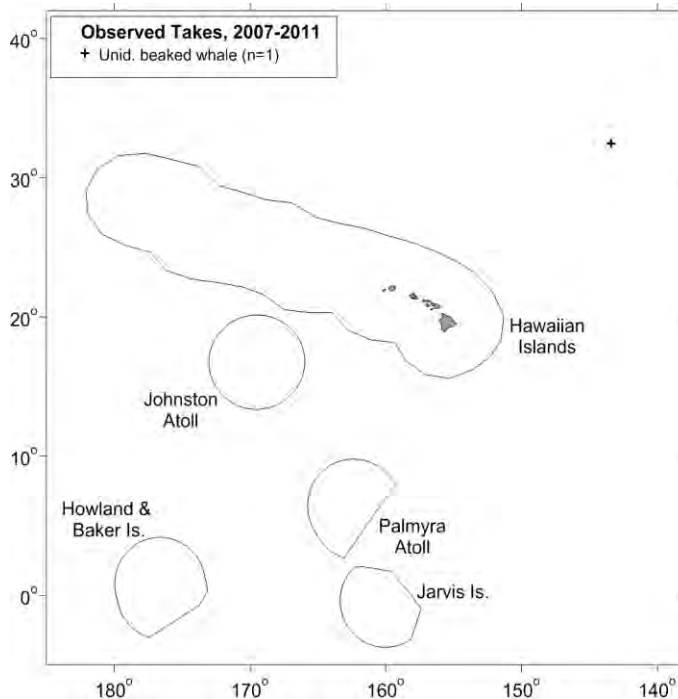 Observed Takes, 2007-2011
+ Unid. beaked whale (n=1)
40°
30°
20°
10°
0°
Hawaiian
Islands
Johnston
Atoll
Howland &
Baker Is.
Palmyra
Atoll
Jarvis Is.
180°
170°
160°
150°
140°